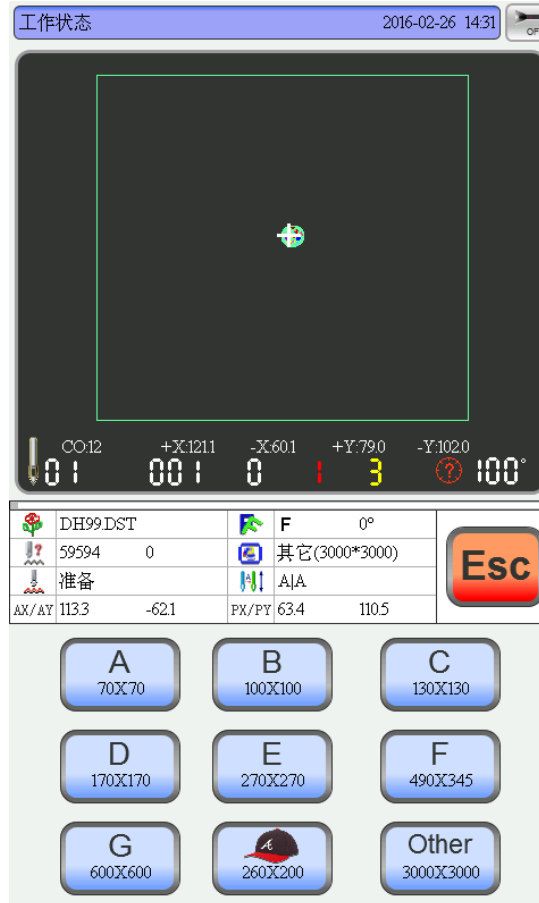 工作状态 2016-02-26 14:31
OF
CO:12 +X:121.1 -X:60.1 +Y:79.0 -Y:102.0
01 001 0 1 3 ? 100°
DH99.DST F 0°
59594 0 其它(3000*3000)
准备 A|A
AX/AY 113.3 -62.1 PX/PY 63.4 110.5
Esc
A B C
70X70 100X100 130X130
D E F
170X170 270X270 490X345
G A Other
600X600 260X200 3000X3000